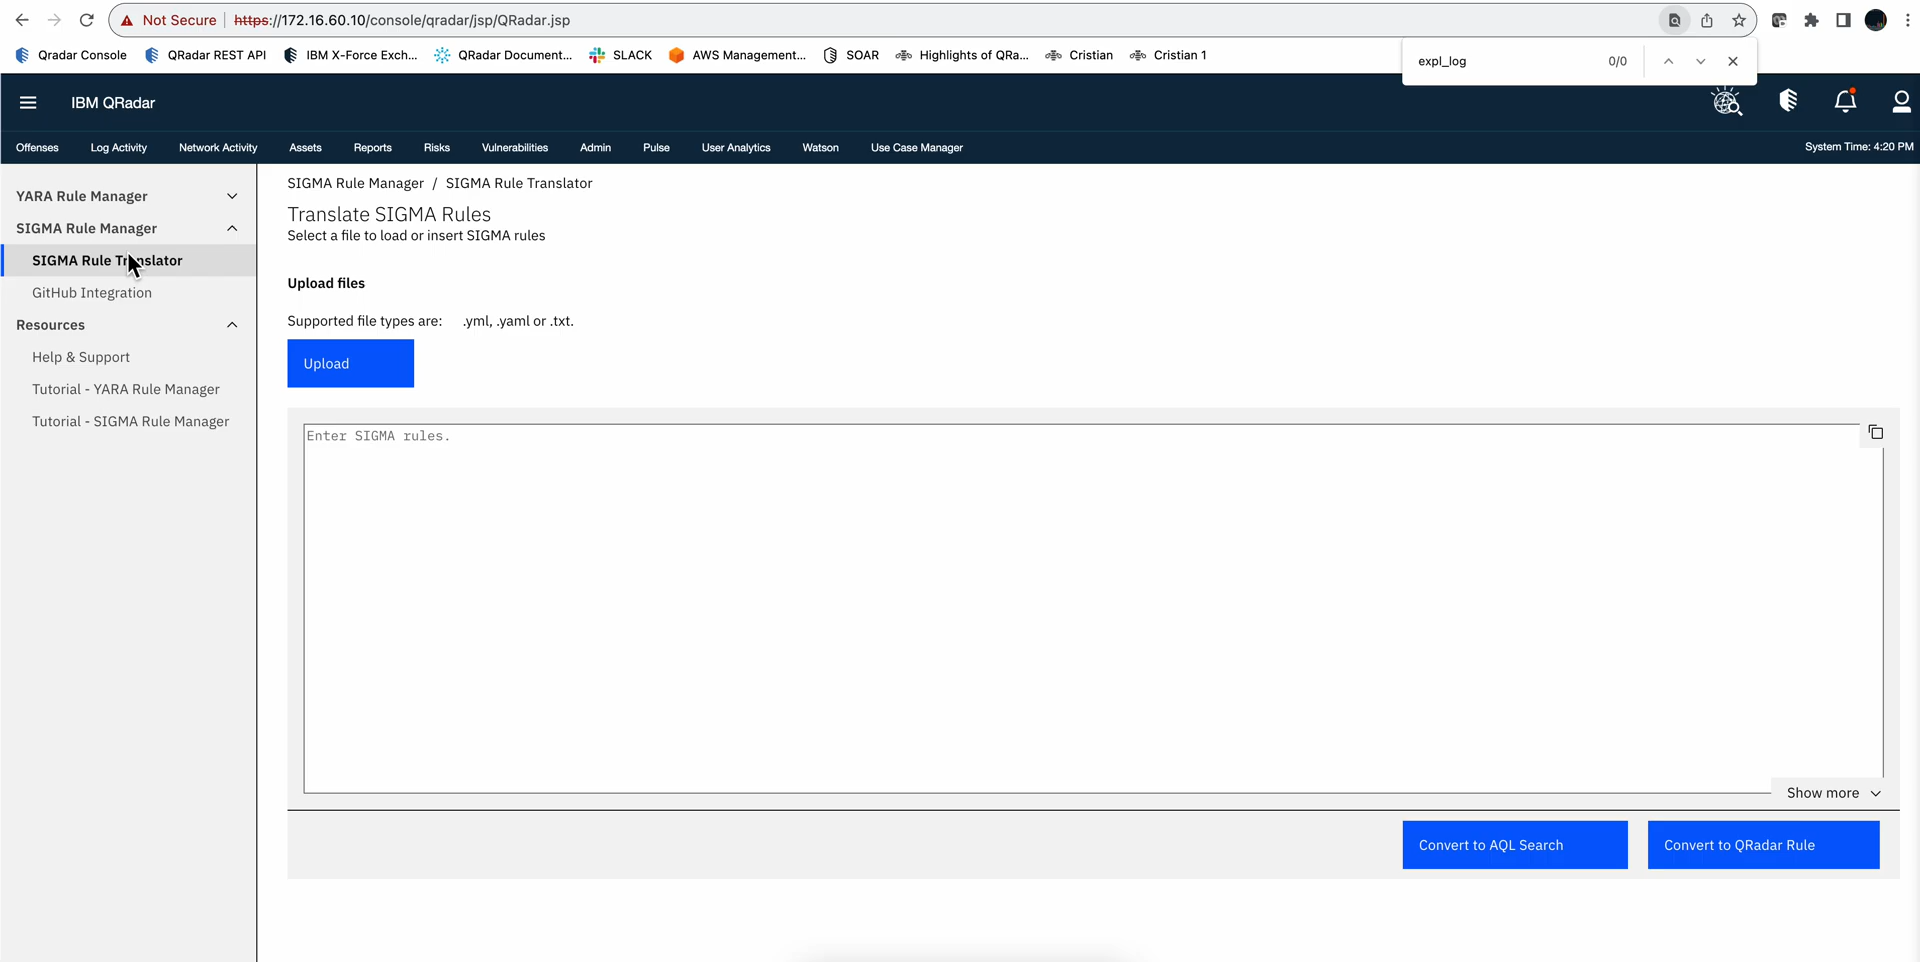 Not Secure https://172.16.60.10/console/qradar/jsp/QRadar.jsp
Qradar Console QRadar REST API IBM X-Force Exch... QRadar Document... SLACK AWS Management... SOAR Highlights of QRa... Cristian Cristian 1
expl_log 0/0
IBM QRadar
Offenses Log Activity Network Activity Assets Reports Risks Vulnerabilities Admin Pulse User Analytics Watson Use Case Manager System Time: 4:20 PM
YARA Rule Manager
SIGMA Rule Manager
SIGMA Rule Translator
GitHub Integration
Resources
Help & Support
Tutorial - YARA Rule Manager
Tutorial - SIGMA Rule Manager
SIGMA Rule Manager / SIGMA Rule Translator
Translate SIGMA Rules
Select a file to load or insert SIGMA rules
Upload files
Supported file types are: .yml, .yaml or .txt.
Upload
Enter SIGMA rules.
Show more
Convert to AQL Search Convert to QRadar Rule